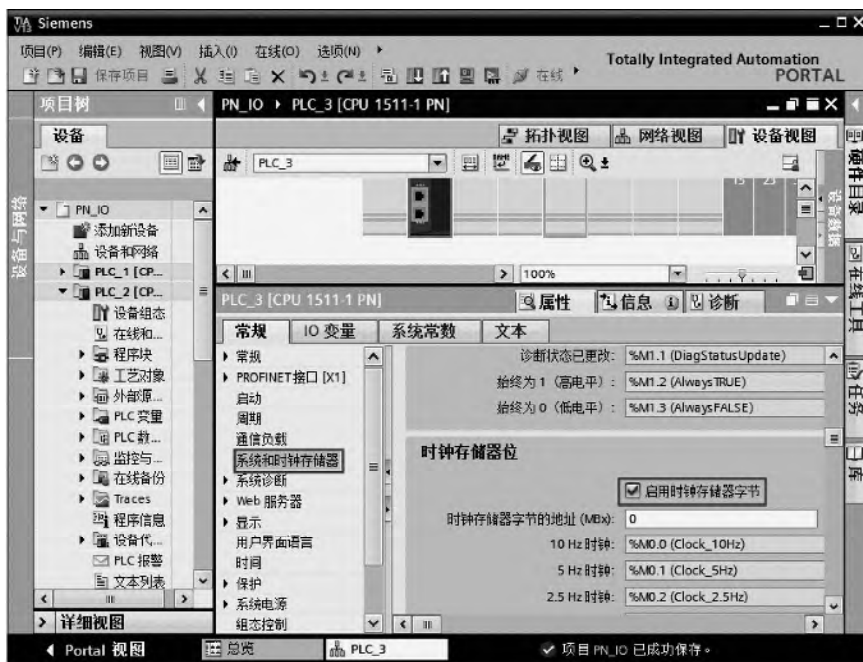 Siemens
项目(P) 编辑(E) 视图(V) 插入(I) 在线(O) 选项(N)
Totally Integrated Automation
PORTAL
保存项目 在线
项目树
PN_IO PLC_3 [CPU 1511-1 PN]
设备
拓扑视图 网络视图 设备视图
PLC_3
PN_IO
添加新设备
设备和网络
PLC_1 [CP...
PLC_2 [CP...
设备组态
在线和...
程序块
工艺对象
外部源...
PLC 变量
PLC 数...
监控与...
在线备份
Traces
程序信息
设备代...
PLC 报警
文本列表
详细视图
设备与网络
100%
设备数据
硬件目录
在线工具
任务
库
PLC_3 [CPU 1511-1 PN]
属性 信息 诊断
常规 IO 变量 系统常数 文本
常规
PROFINET接口 [X1]
启动
周期
通信负载
系统和时钟存储器
系统诊断
Web 服务器
显示
用户界面语言
时间
保护
系统电源
组态控制
诊断状态已更改: %M1.1 (DiagStatusUpdate)
始终为 1 (高电平): %M1.2 (AlwaysTRUE)
始终为 0 (低电平): %M1.3 (AlwaysFALSE)
时钟存储器位
启用时钟存储器字节
时钟存储器字节的地址 (MBx): 0
10 Hz 时钟: %M0.0 (Clock_10Hz)
5 Hz 时钟: %M0.1 (Clock_5Hz)
2.5 Hz 时钟: %M0.2 (Clock_2.5Hz)
Portal 视图 总览 PLC_3 项目 PN_IO 已成功保存。